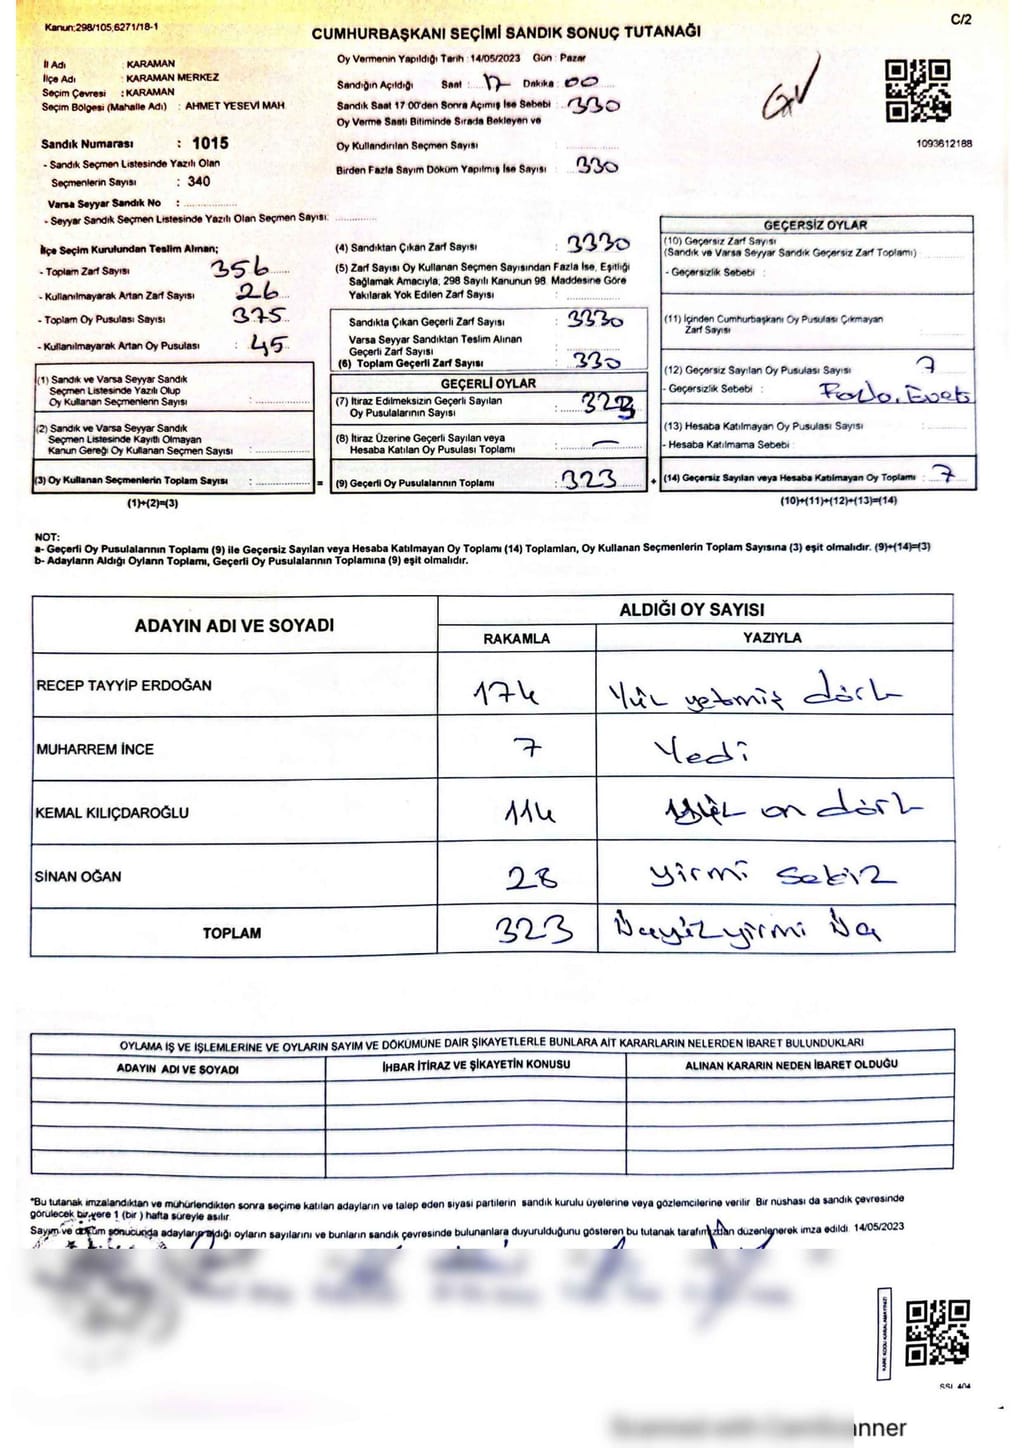 Kanun:298/105,6271/18-1
C/2
CUMHURBAŞKANI SEÇİMİ SANDIK SONUÇ TUTANAĞI
İl Adı : KARAMAN
İlçe Adı : KARAMAN MERKEZ
Seçim Çevresi : KARAMAN
Seçim Bölgesi (Mahalle Adı) : AHMET YESEVİ MAH.
Sandık Numarası : 1015
- Sandık Seçmen Listesinde Yazılı Olan
Seçmenlerin Sayısı : 340
Varsa Seyyar Sandık No :
- Seyyar Sandık Seçmen Listesinde Yazılı Olan Seçmen Sayısı:
Oy Vermenin Yapıldığı Tarih : 14/05/2023 Gün : Pazar
Sandığın Açıldığı Saat : 17 Dakika : 00
Sandık Saat 17 00'den Sonra Açılmış İse Sebebi : 330
Oy Verme Saati Bitiminde Sırada Bekleyen ve
Oy Kullandırılan Seçmen Sayısı :
Birden Fazla Sayım Döküm Yapılmış İse Sayısı : 330
1093612188
İlçe Seçim Kurulundan Teslim Alınan;
- Toplam Zarf Sayısı 356
- Kullanılmayarak Artan Zarf Sayısı 26
- Toplam Oy Pusulası Sayısı 375
- Kullanılmayarak Artan Oy Pusulası : 45
(1) Sandık ve Varsa Seyyar Sandık
Seçmen Listesinde Yazılı Olup
Oy Kullanan Seçmenlerin Sayısı :
(2) Sandık ve Varsa Seyyar Sandık
Seçmen Listesinde Kayıtlı Olmayan
Kanun Gereği Oy Kullanan Seçmen Sayısı :
(3) Oy Kullanan Seçmenlerin Toplam Sayısı : =
(1)+(2)=(3)
(4) Sandıktan Çıkan Zarf Sayısı : 3330
(5) Zarf Sayısı Oy Kullanan Seçmen Sayısından Fazla İse, Eşitliği
Sağlamak Amacıyla, 298 Sayılı Kanunun 98. Maddesine Göre
Yakılarak Yok Edilen Zarf Sayısı :
Sandıkta Çıkan Geçerli Zarf Sayısı : 3330
Varsa Seyyar Sandıktan Teslim Alınan
Geçerli Zarf Sayısı :
(6) Toplam Geçerli Zarf Sayısı : 330
GEÇERLİ OYLAR
(7) İtiraz Edilmeksizin Geçerli Sayılan
Oy Pusulalarının Sayısı : 323
(8) İtiraz Üzerine Geçerli Sayılan veya
Hesaba Katılan Oy Pusulası Toplamı : —
(9) Geçerli Oy Pusulalarının Toplamı : 323 +
GEÇERSİZ OYLAR
(10) Geçersiz Zarf Sayısı
(Sandık ve Varsa Seyyar Sandık Geçersiz Zarf Toplamı) :
- Geçersizlik Sebebi :
(11) İçinden Cumhurbaşkanı Oy Pusulası Çıkmayan
Zarf Sayısı :
(12) Geçersiz Sayılan Oy Pusulası Sayısı : 7
- Geçersizlik Sebebi :
(13) Hesaba Katılmayan Oy Pusulası Sayısı :
- Hesaba Katılmama Sebebi :
(14) Geçersiz Sayılan veya Hesaba Katılmayan Oy Toplamı : 7
(10)+(11)+(12)+(13)=(14)
NOT:
a- Geçerli Oy Pusulalarının Toplamı (9) ile Geçersiz Sayılan veya Hesaba Katılmayan Oy Toplamı (14) Toplamları, Oy Kullanan Seçmenlerin Toplam Sayısına (3) eşit olmalıdır. (9)+(14)=(3)
b- Adayların Aldığı Oyların Toplamı, Geçerli Oy Pusulalarının Toplamına (9) eşit olmalıdır.
ADAYIN ADI VE SOYADI
ALDIĞI OY SAYISI
RAKAMLA YAZIYLA
RECEP TAYYİP ERDOĞAN 174 Yüz yetmiş dört
MUHARREM İNCE 7 Yedi
KEMAL KILIÇDAROĞLU 114 yüz on dört
SİNAN OĞAN 28 yirmi sekiz
TOPLAM 323 Üçyüzyirmi Üç
OYLAMA İŞ VE İŞLEMLERİNE VE OYLARIN SAYIM VE DÖKÜMÜNE DAİR ŞİKAYETLERLE BUNLARA AİT KARARLARIN NELERDEN İBARET BULUNDUKLARI
ADAYIN ADI VE SOYADI İHBAR İTİRAZ VE ŞİKAYETİN KONUSU ALINAN KARARIN NEDEN İBARET OLDUĞU
*Bu tutanak imzalandıktan ve mühürlendikten sonra seçime katılan adayların ve talep eden siyasi partilerin sandık kurulu üyelerine veya gözlemcilerine verilir. Bir nüshası da sandık çevresinde
görülecek bir yere 1 (bir ) hafta süreyle asılır.
Sayım ve döküm sonucunda adayların aldığı oyların sayılarını ve bunların sandık çevresinde bulunanlara duyurulduğunu gösteren bu tutanak tarafımızdan düzenlenerek imza edildi. 14/05/2023